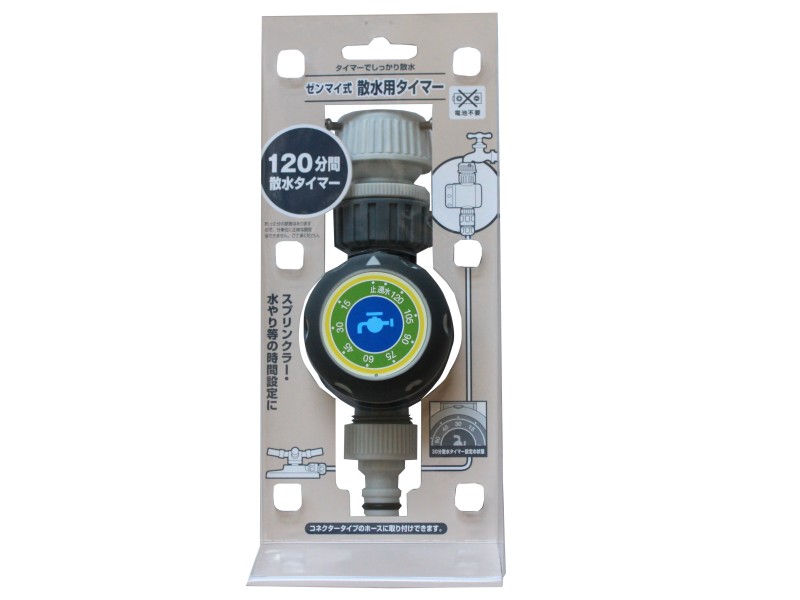 タイマーでしっかり散水
ゼンマイ式 散水用タイマー
電池不要
120分間
散水タイマー
スプリンクラー・
水やり等の時間設定に
止 通水 120 105 90 75 60 45 30 15
コネクタータイプのホースに取り付けできます。